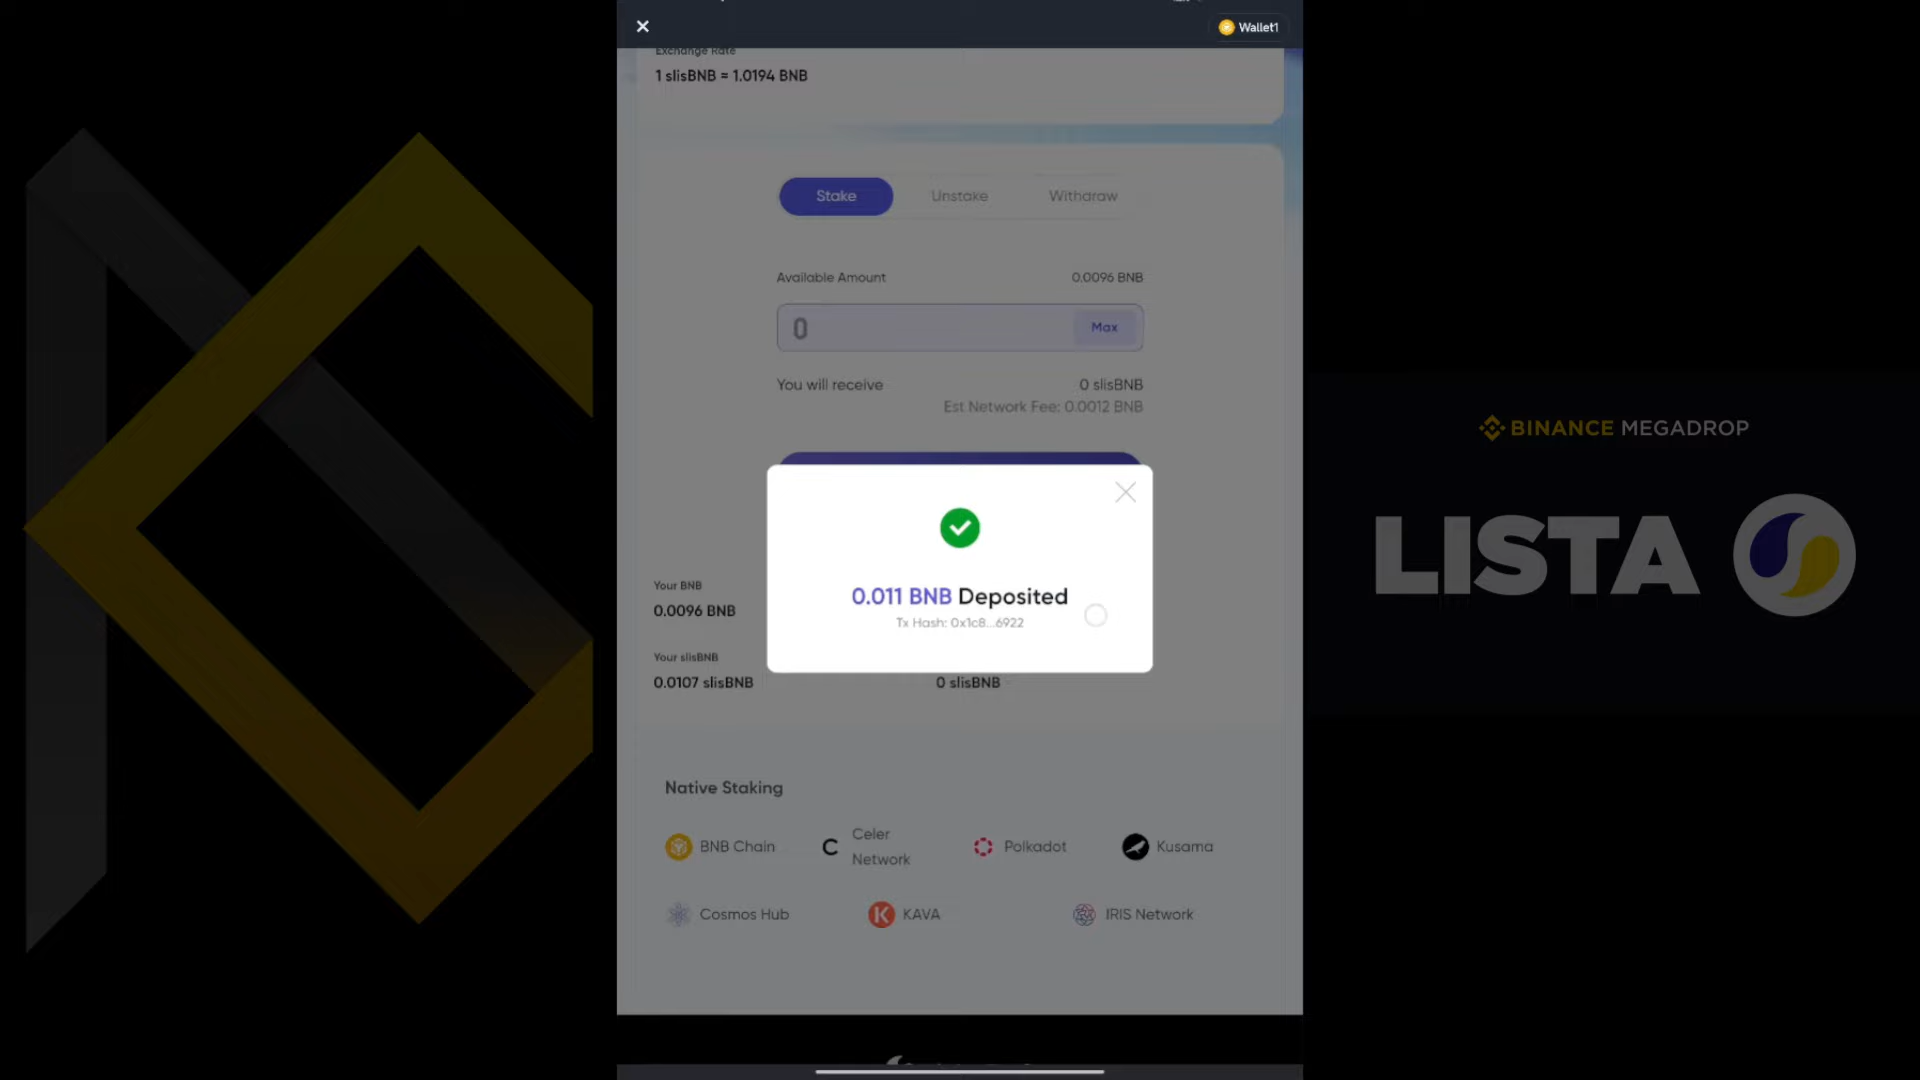 Wallet1
Exchange Rate
1 slisBNB = 1.0194 BNB
Stake Unstake Withdraw
Available Amount 0.0096 BNB
0 Max
You will receive 0 slisBNB
Est Network Fee: 0.0012 BNB
0.011 BNB Deposited
Tx Hash: 0x1c8...6922
Your BNB
0.0096 BNB
Your slisBNB
0.0107 slisBNB 0 slisBNB
Native Staking
BNB Chain
Celer
Network
Polkadot
Kusama
Cosmos Hub
KAVA
IRIS Network
BINANCE MEGADROP
LISTA